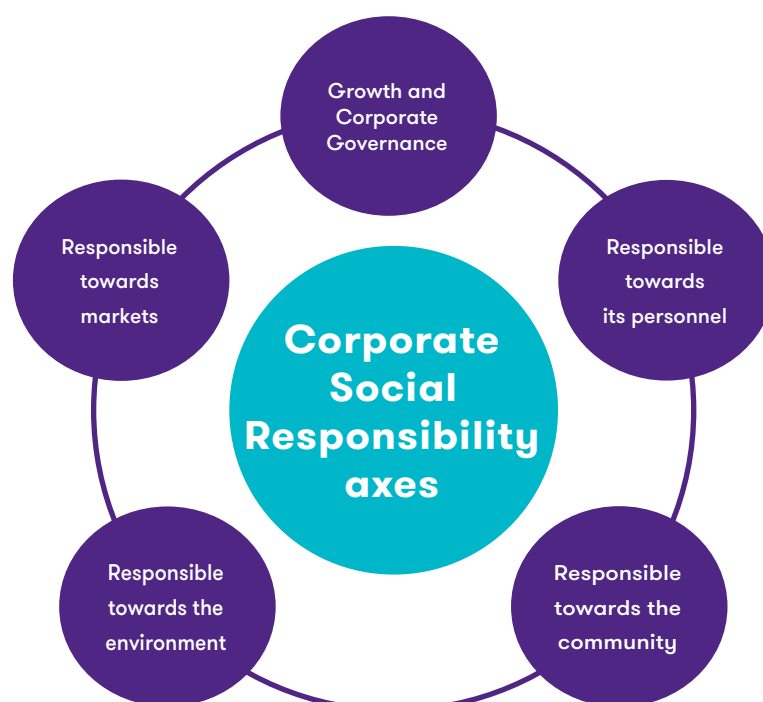 Growth and
Corporate
Governance
Responsible
towards
markets
Responsible
towards
its personnel
Corporate
Social
Responsibility
axes
Responsible
towards the
environment
Responsible
towards the
community